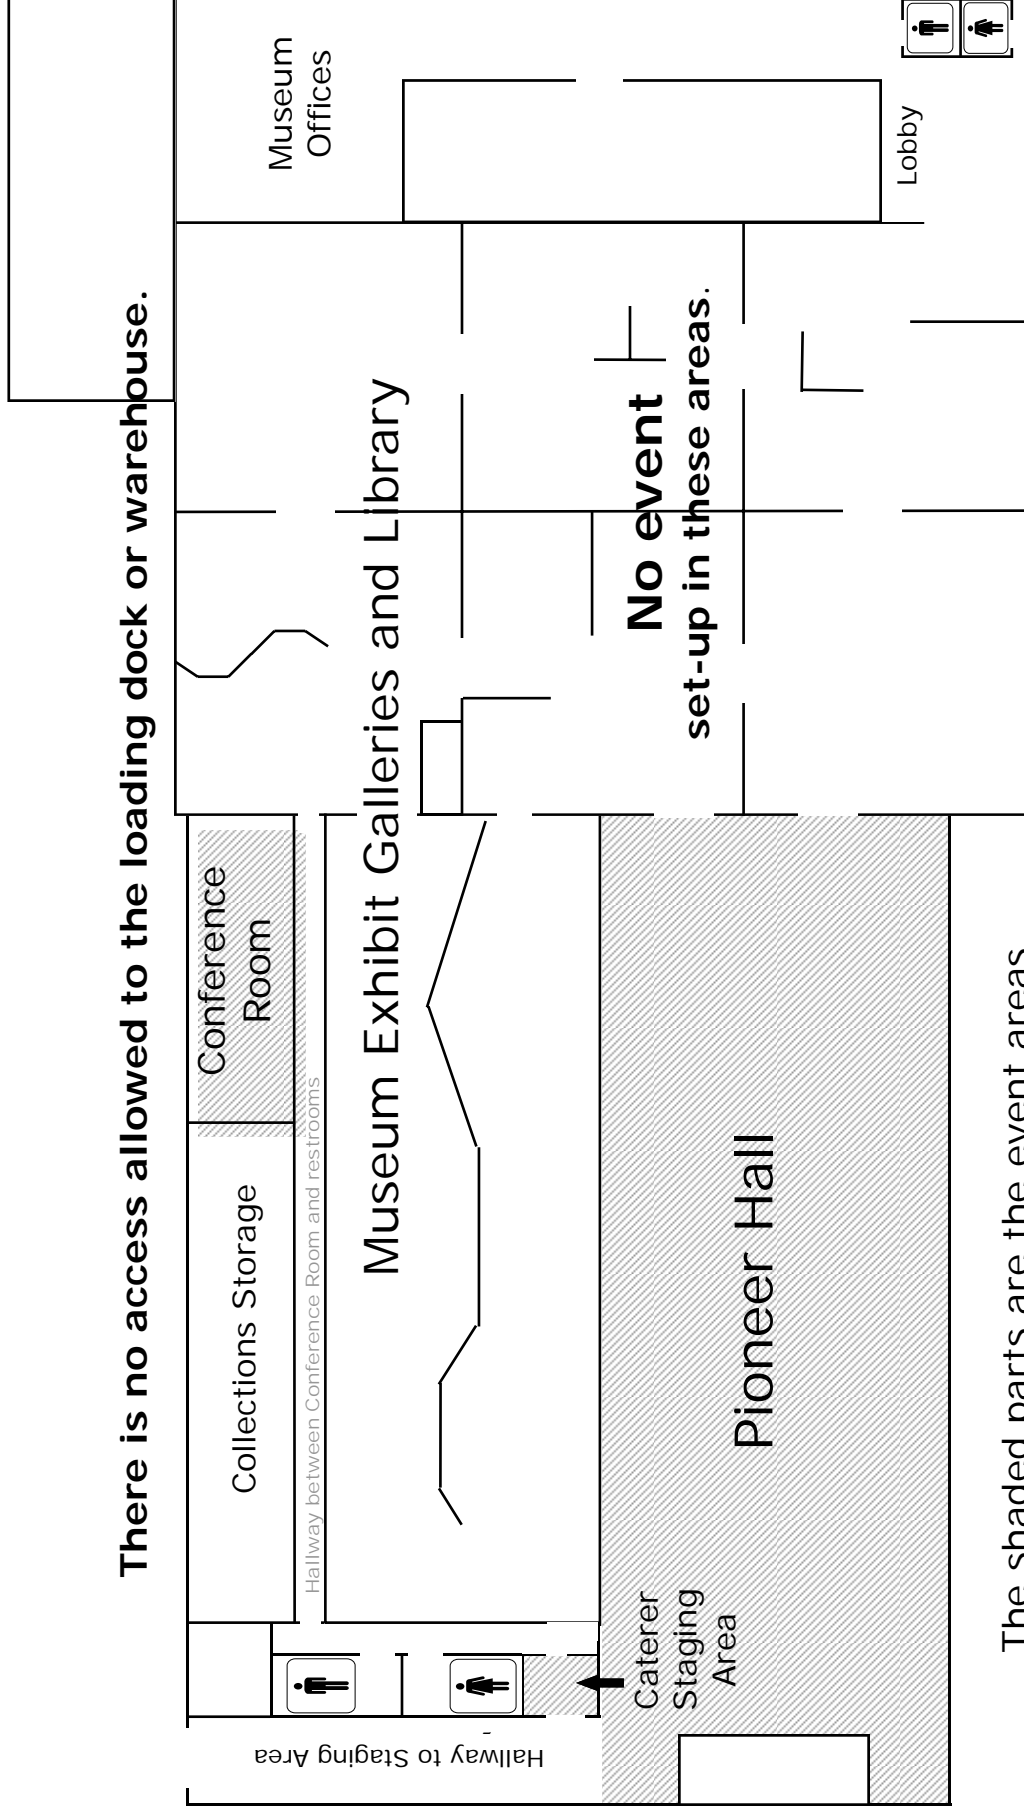 There is no access allowed to the loading dock or warehouse.
Museum
Offices
Lobby
Conference
Room
Collections Storage
Hallway between Conference Room and restrooms
Museum Exhibit Galleries and Library
No event
set-up in these areas.
Pioneer Hall
Caterer
Staging
Area
Hallway to Staging Area
The shaded parts are the event areas